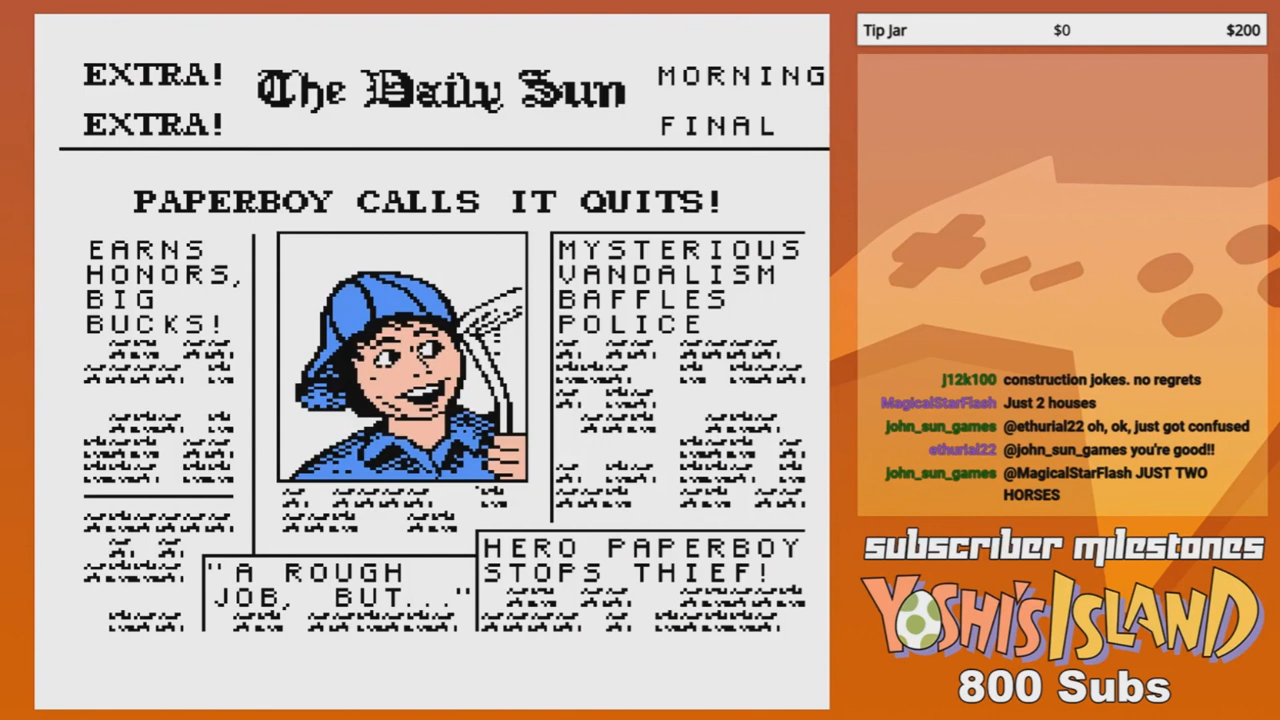 EXTRA!
EXTRA!
The Daily Sun
MORNING
FINAL
PAPERBOY CALLS IT QUITS!
EARNS
HONORS,
BIG
BUCKS!
MYSTERIOUS
VANDALISM
BAFFLES
POLICE
"A ROUGH
JOB, BUT..."
HERO PAPERBOY
STOPS THIEF!
Tip Jar $0 $200
j12k100 construction jokes. no regrets
MagicalStarFlash Just 2 houses
john_sun_games @ethurial22 oh, ok, just got confused
ethurial22 @john_sun_games you're good!!
john_sun_games @MagicalStarFlash JUST TWO
HORSES
subscriber milestones
YOSHI'S ISLAND
800 Subs